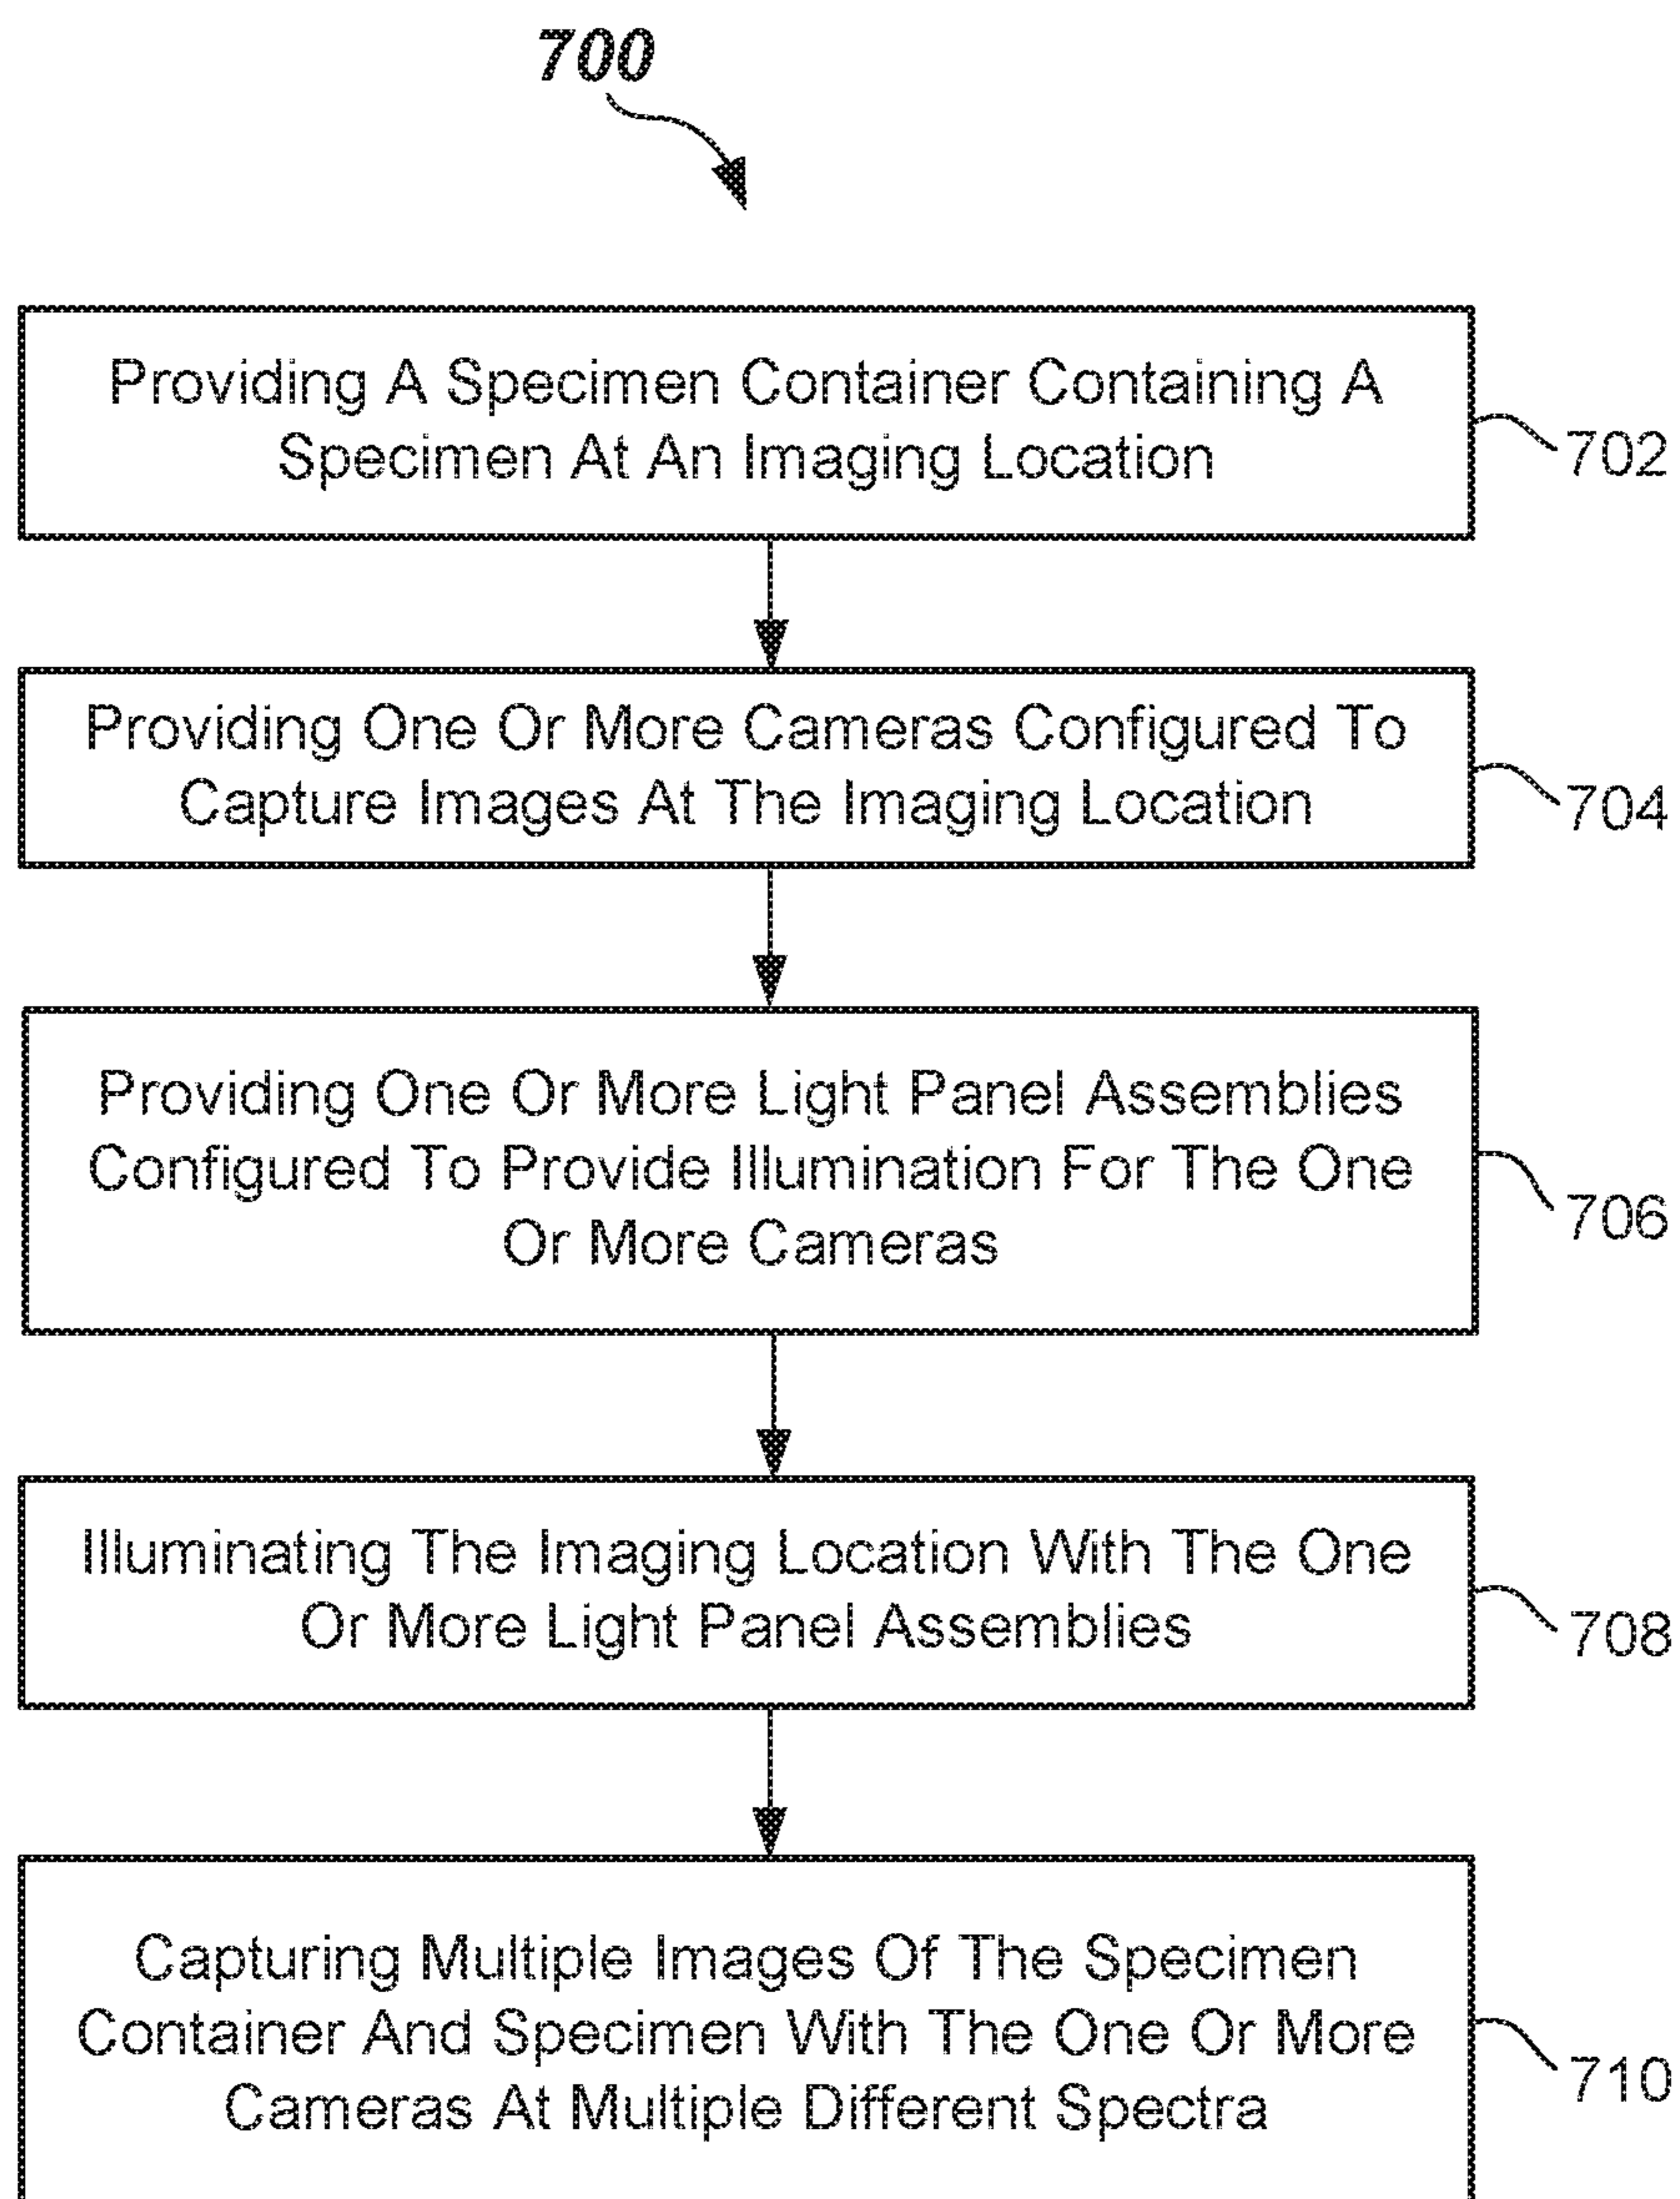 700
Providing A Specimen Container Containing A
Specimen At An Imaging Location
702
Providing One Or More Cameras Configured To
Capture Images At The Imaging Location
704
Providing One Or More Light Panel Assemblies
Configured To Provide Illumination For The One
Or More Cameras
706
Illuminating The Imaging Location With The One
Or More Light Panel Assemblies
708
Capturing Multiple Images Of The Specimen
Container And Specimen With The One Or More
Cameras At Multiple Different Spectra
710